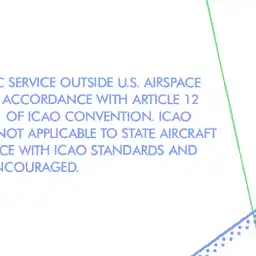 C SERVICE OUTSIDE U.S. AIRSPACE
ACCORDANCE WITH ARTICLE 12
OF ICAO CONVENTION. ICAO
NOT APPLICABLE TO STATE AIRCRAFT
CE WITH ICAO STANDARDS AND
NCOURAGED.